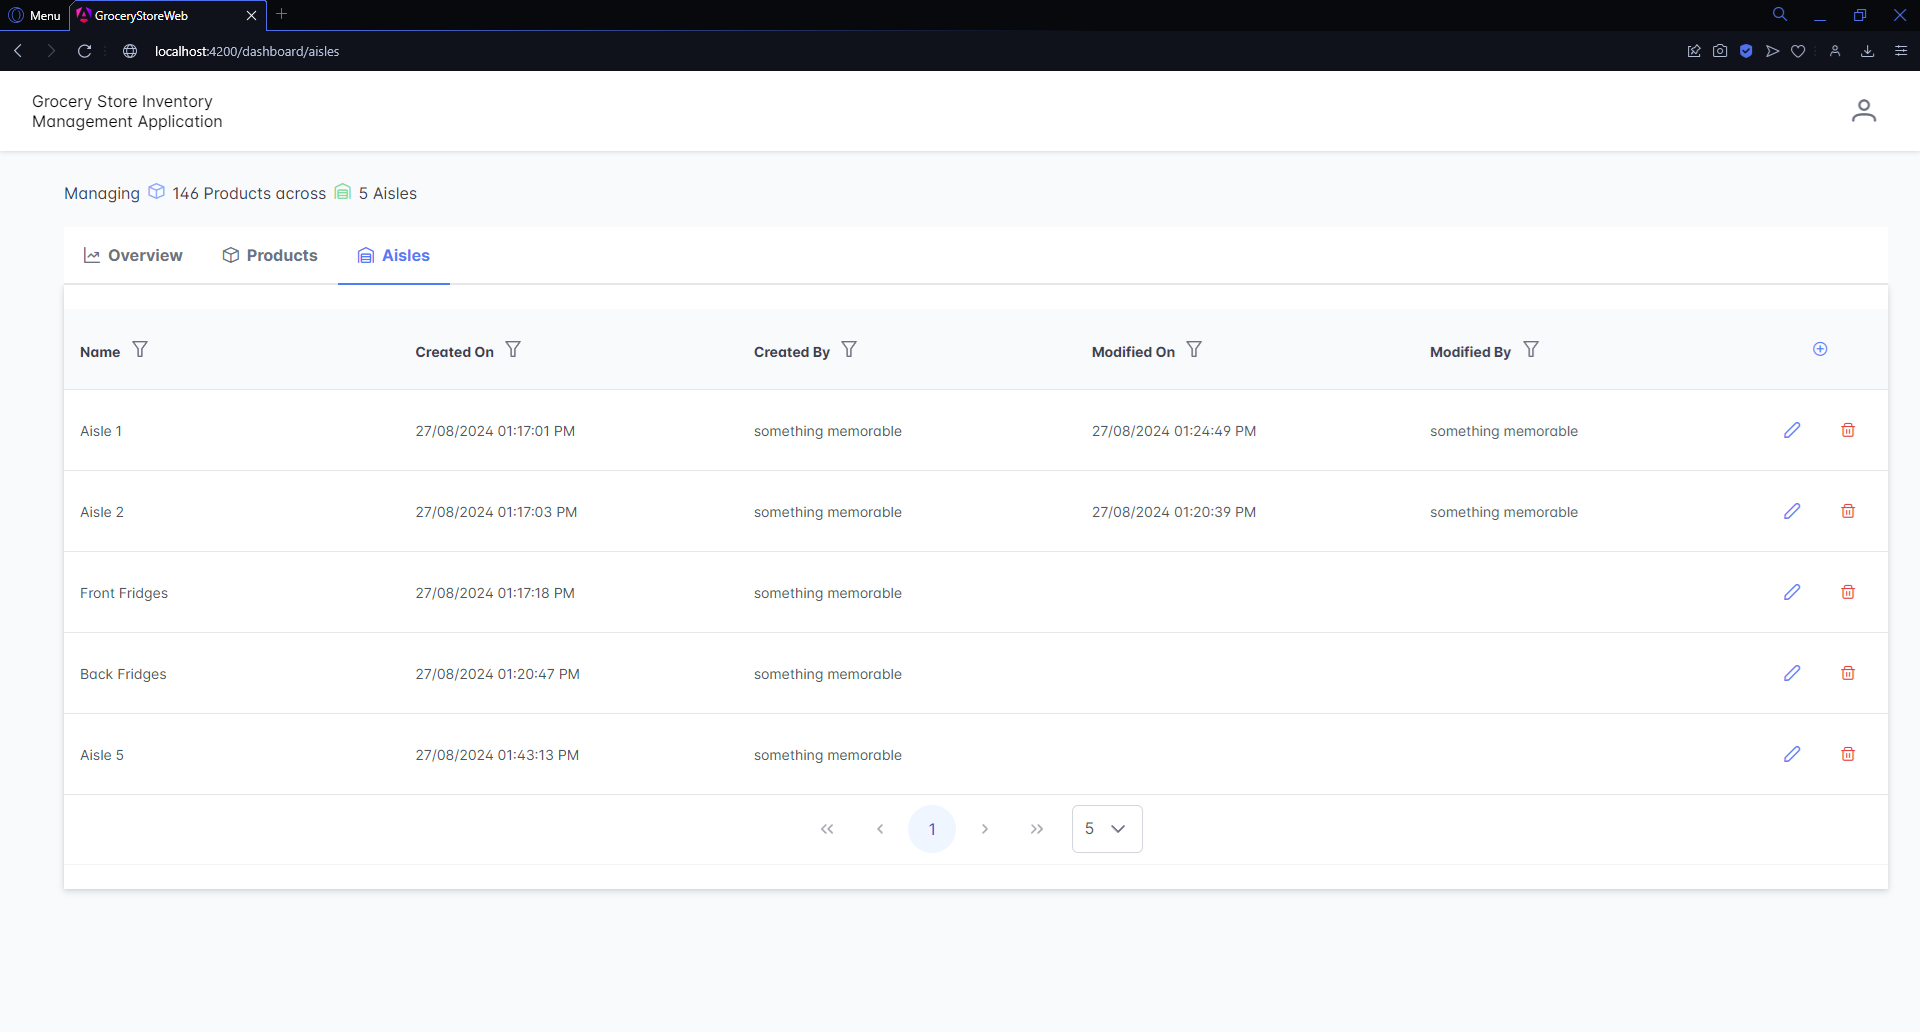 Menu GroceryStoreWeb
localhost:4200/dashboard/aisles
Grocery Store Inventory
Management Application
Managing 146 Products across 5 Aisles
Overview Products Aisles
Name Created On Created By Modified On Modified By
Aisle 1 27/08/2024 01:17:01 PM something memorable 27/08/2024 01:24:49 PM something memorable
Aisle 2 27/08/2024 01:17:03 PM something memorable 27/08/2024 01:20:39 PM something memorable
Front Fridges 27/08/2024 01:17:18 PM something memorable
Back Fridges 27/08/2024 01:20:47 PM something memorable
Aisle 5 27/08/2024 01:43:13 PM something memorable
1 5